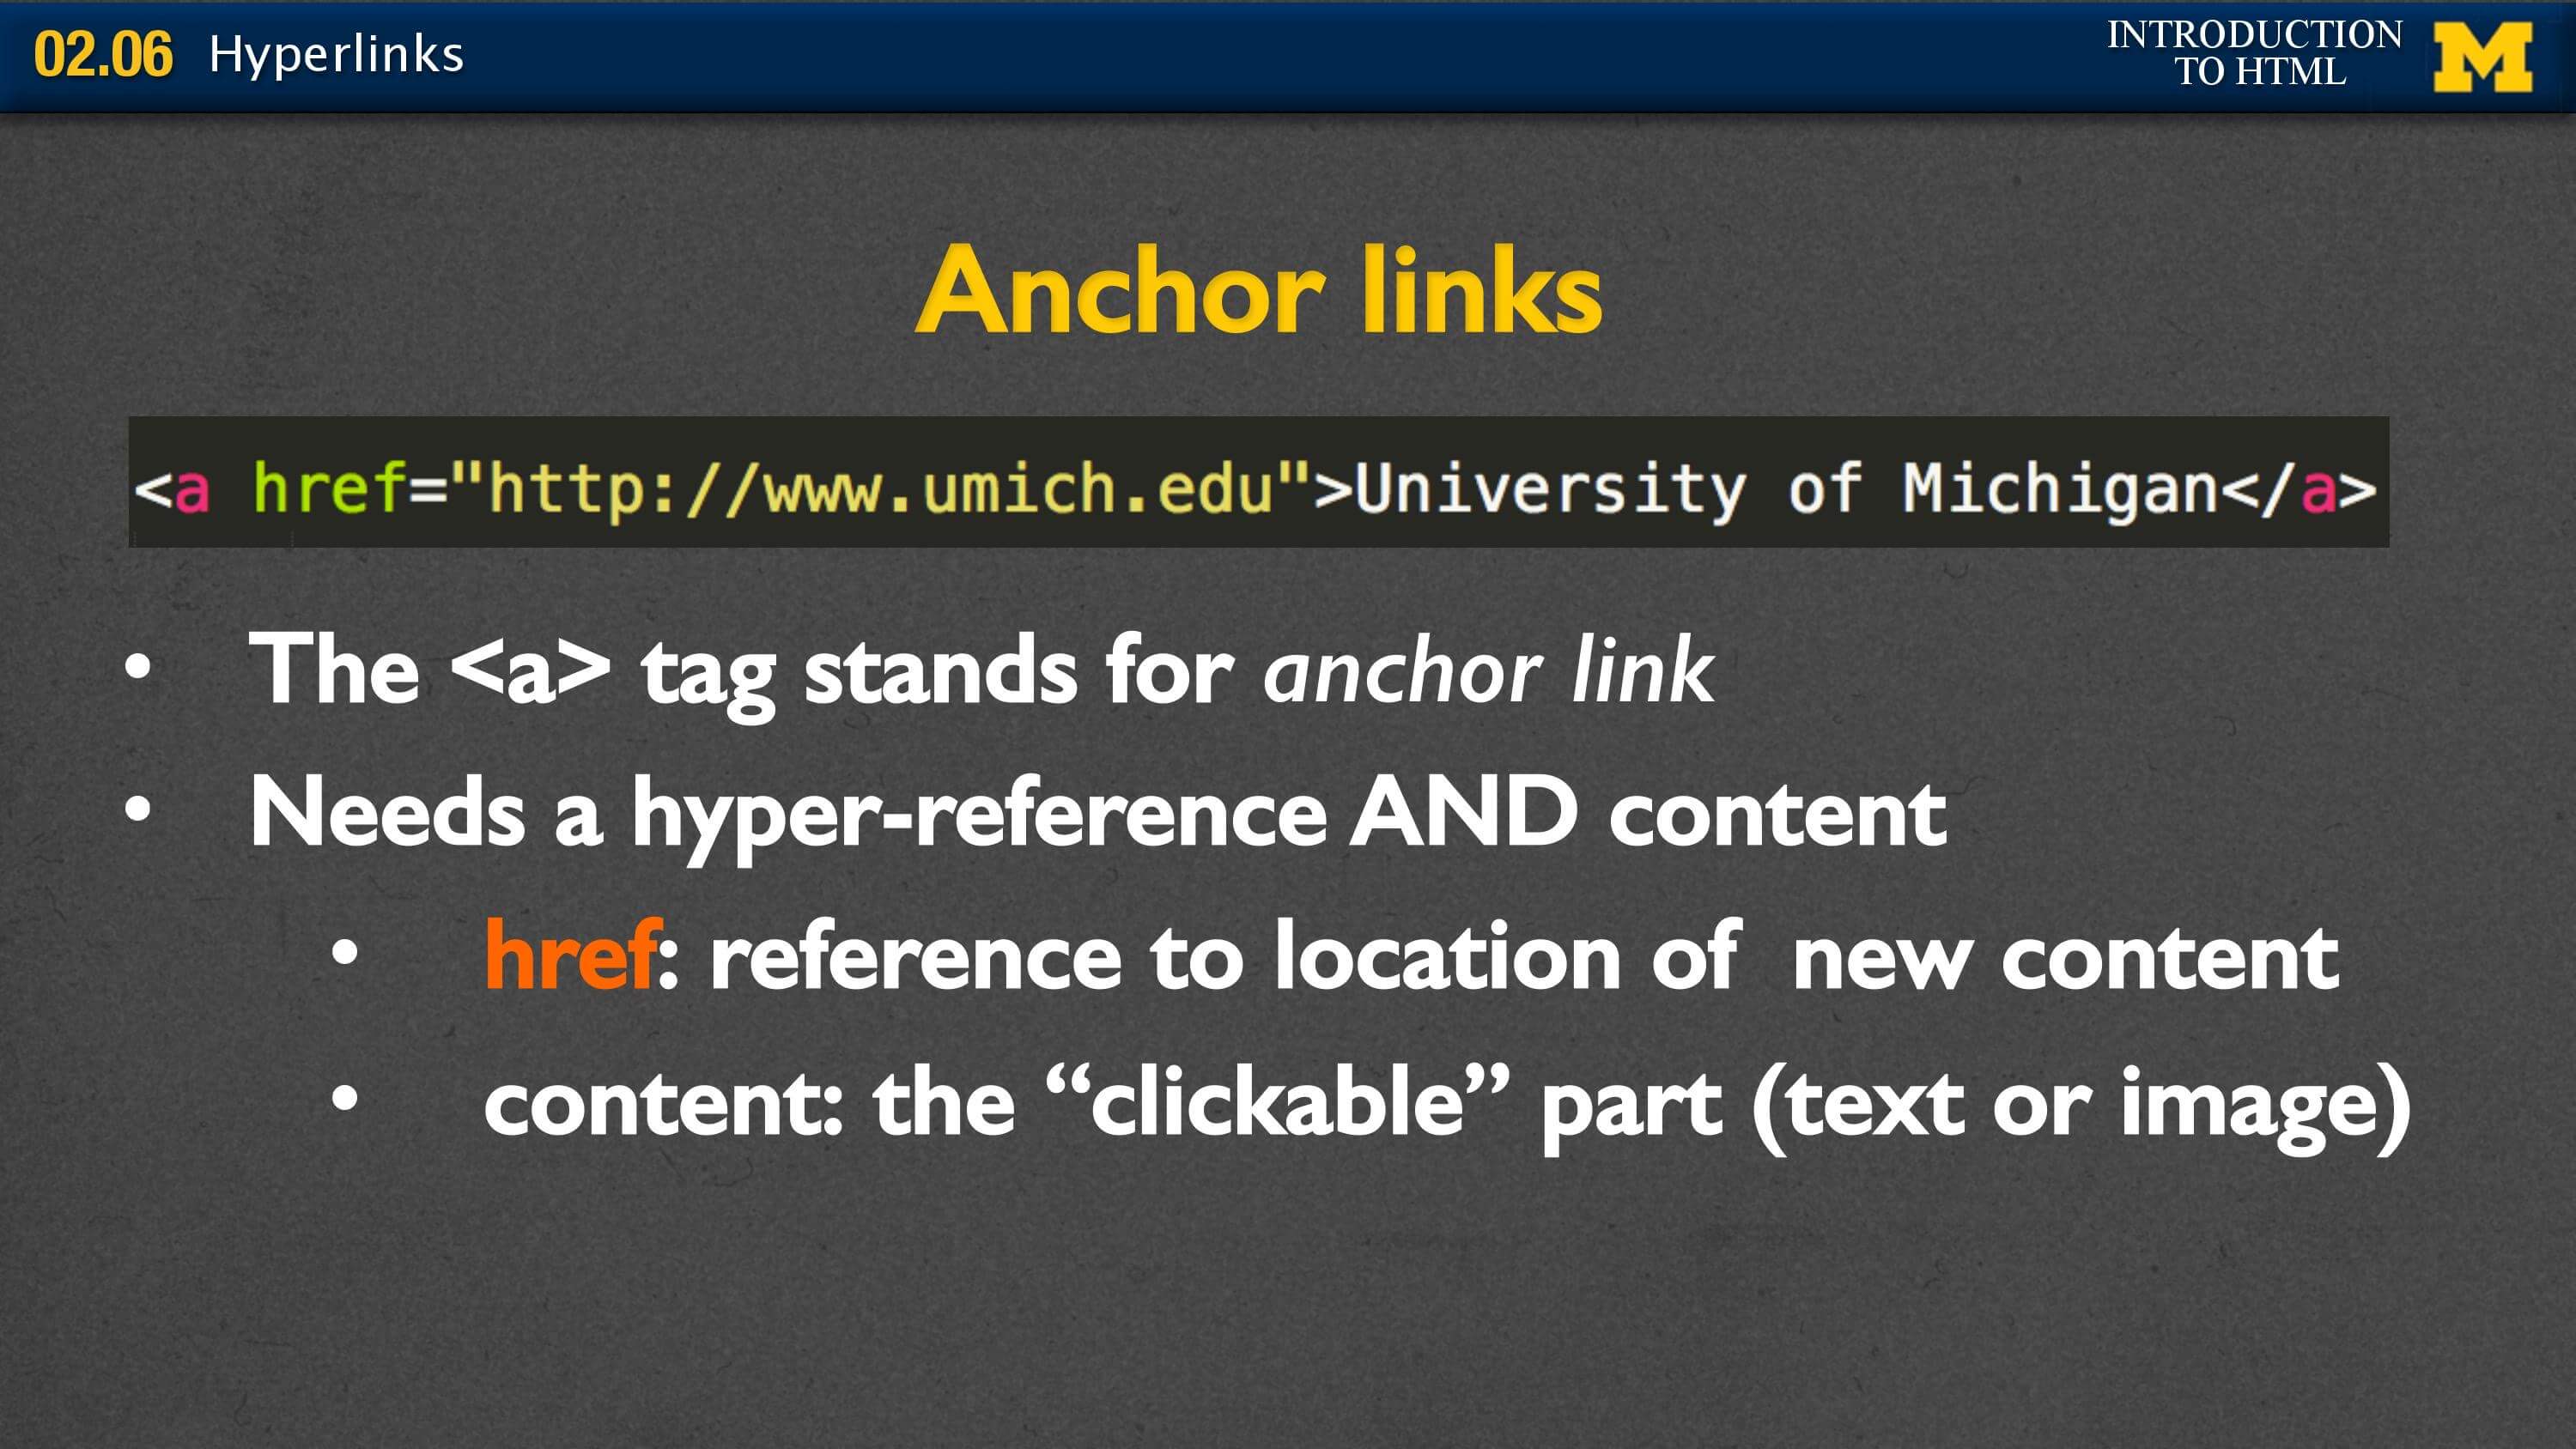 02.06 Hyperlinks
INTRODUCTION
TO HTML
M
Anchor links
<a href="http://www.umich.edu">University of Michigan</a>
• The <a> tag stands for anchor link
• Needs a hyper-reference AND content
• href: reference to location of  new content
• content: the “clickable” part (text or image)